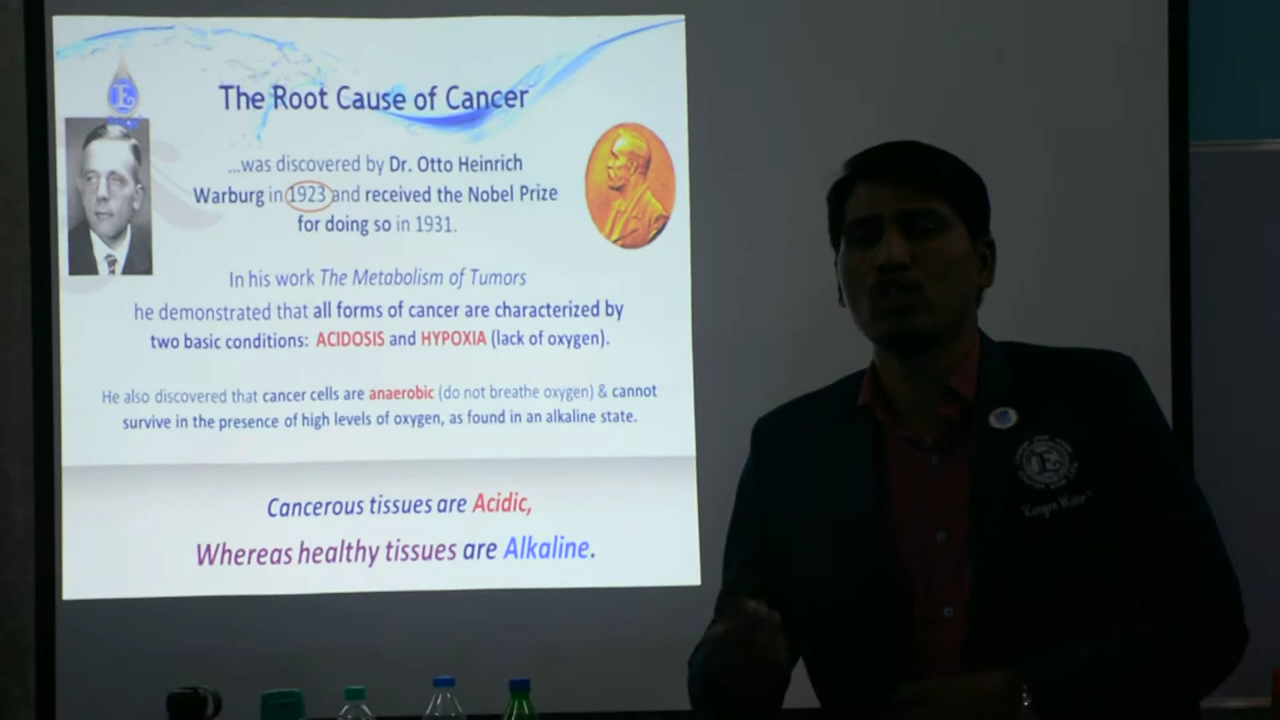 The Root Cause of Cancer
...was discovered by Dr. Otto Heinrich
Warburg in 1923 and received the Nobel Prize
for doing so in 1931.
In his work The Metabolism of Tumors
he demonstrated that all forms of cancer are characterized by
two basic conditions: ACIDOSIS and HYPOXIA (lack of oxygen).
He also discovered that cancer cells are anaerobic (do not breathe oxygen) & cannot
survive in the presence of high levels of oxygen, as found in an alkaline state.
Cancerous tissues are Acidic,
Whereas healthy tissues are Alkaline.
E
E
Kangen Water